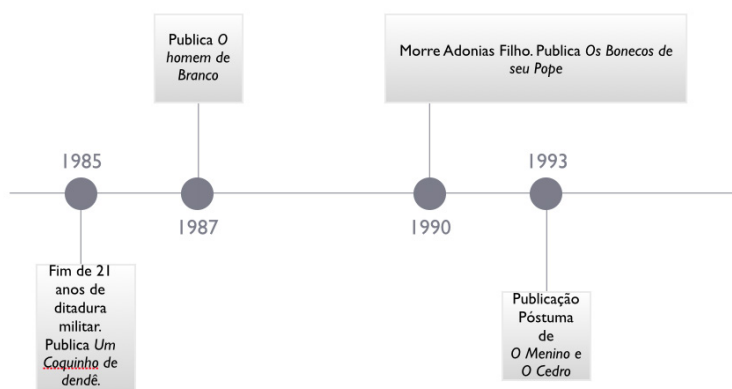 Publica O
homem de
Branco
Morre Adonias Filho. Publica Os Bonecos de
seu Pope
1985
1993
1987
1990
Fim de 21
anos de
ditadura
militar.
Publica Um
Coquinho de
dendê.
Publicação
Póstuma
de
O Menino e
O Cedro